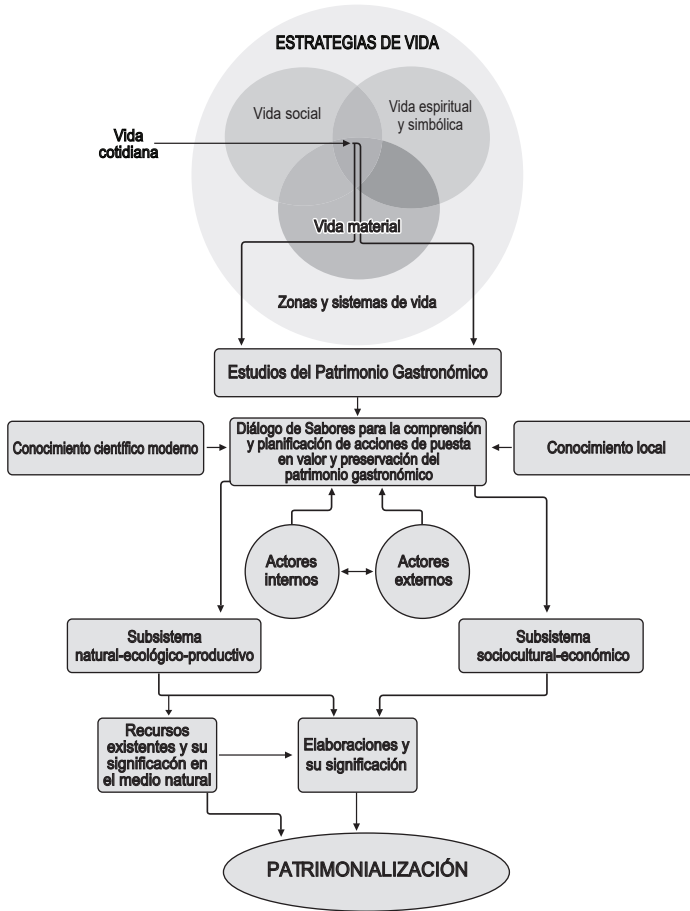 ESTRATEGIAS DE VIDA
Vida social
Vida espiritual
y simbólica
Vida
cotidiana
Vida material
Zonas y sistemas de vida
Estudios del Patrimonio Gastronómico
Conocimiento científico moderno
Diálogo de Sabores para la comprensión
y planificación de acciones de puesta
en valor y preservación del
patrimonio gastronómico
Conocimiento local
Actores
internos
Actores
externos
Subsistema
natural-ecológico-productivo
Subsistema
sociocultural-económico
Recursos
existentes y su
significacón en
el medio natural
Elaboraciones y
su significación
PATRIMONIALIZACIÓN